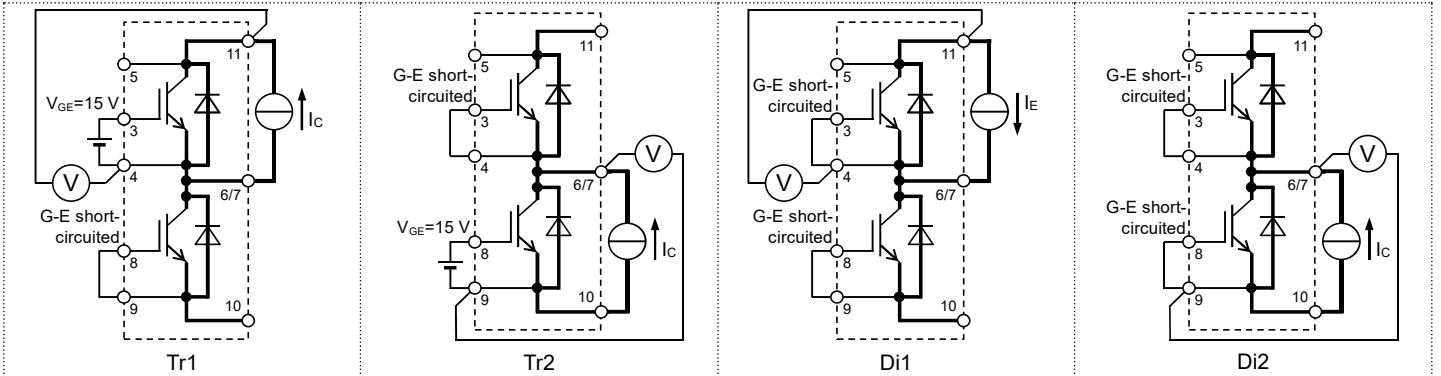 11
5
V_GE=15 V
3
I_C
4
V
6/7
G-E short-
circuited
8
10
9
Tr1
11
5
G-E short-
circuited
3
V
4
6/7
V_GE=15 V
8
I_C
10
9
Tr2
11
5
G-E short-
circuited
I_E
3
4
V
6/7
G-E short-
circuited
8
10
9
Di1
11
5
G-E short-
circuited
3
V
4
6/7
G-E short-
circuited
8
I_C
10
9
Di2